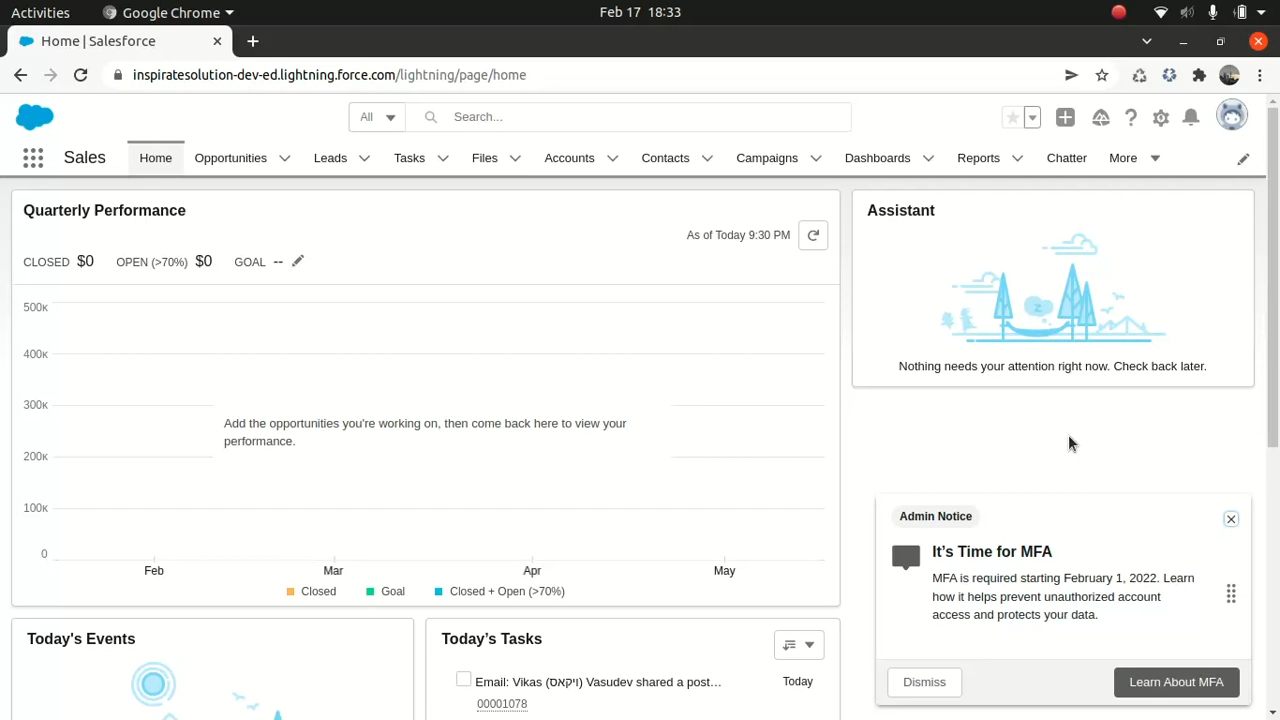 Activities
Google Chrome
Feb 17 18:33
Home | Salesforce
inspiratesolution-dev-ed.lightning.force.com/lightning/page/home
All
Search...
Sales
Home
Opportunities
Leads
Tasks
Files
Accounts
Contacts
Campaigns
Dashboards
Reports
Chatter
More
Quarterly Performance
As of Today 9:30 PM
CLOSED $0 OPEN (>70%) $0 GOAL --
500K
400K
300K
200K
100K
0
Add the opportunities you're working on, then come back here to view your
performance.
Feb Mar Apr May
Closed Goal Closed + Open (>70%)
Assistant
z
Nothing needs your attention right now. Check back later.
Admin Notice
It's Time for MFA
MFA is required starting February 1, 2022. Learn
how it helps prevent unauthorized account
access and protects your data.
Dismiss
Learn About MFA
Today's Events
Today's Tasks
Email: Vikas (ויקאס) Vasudev shared a post...
Today
00001078